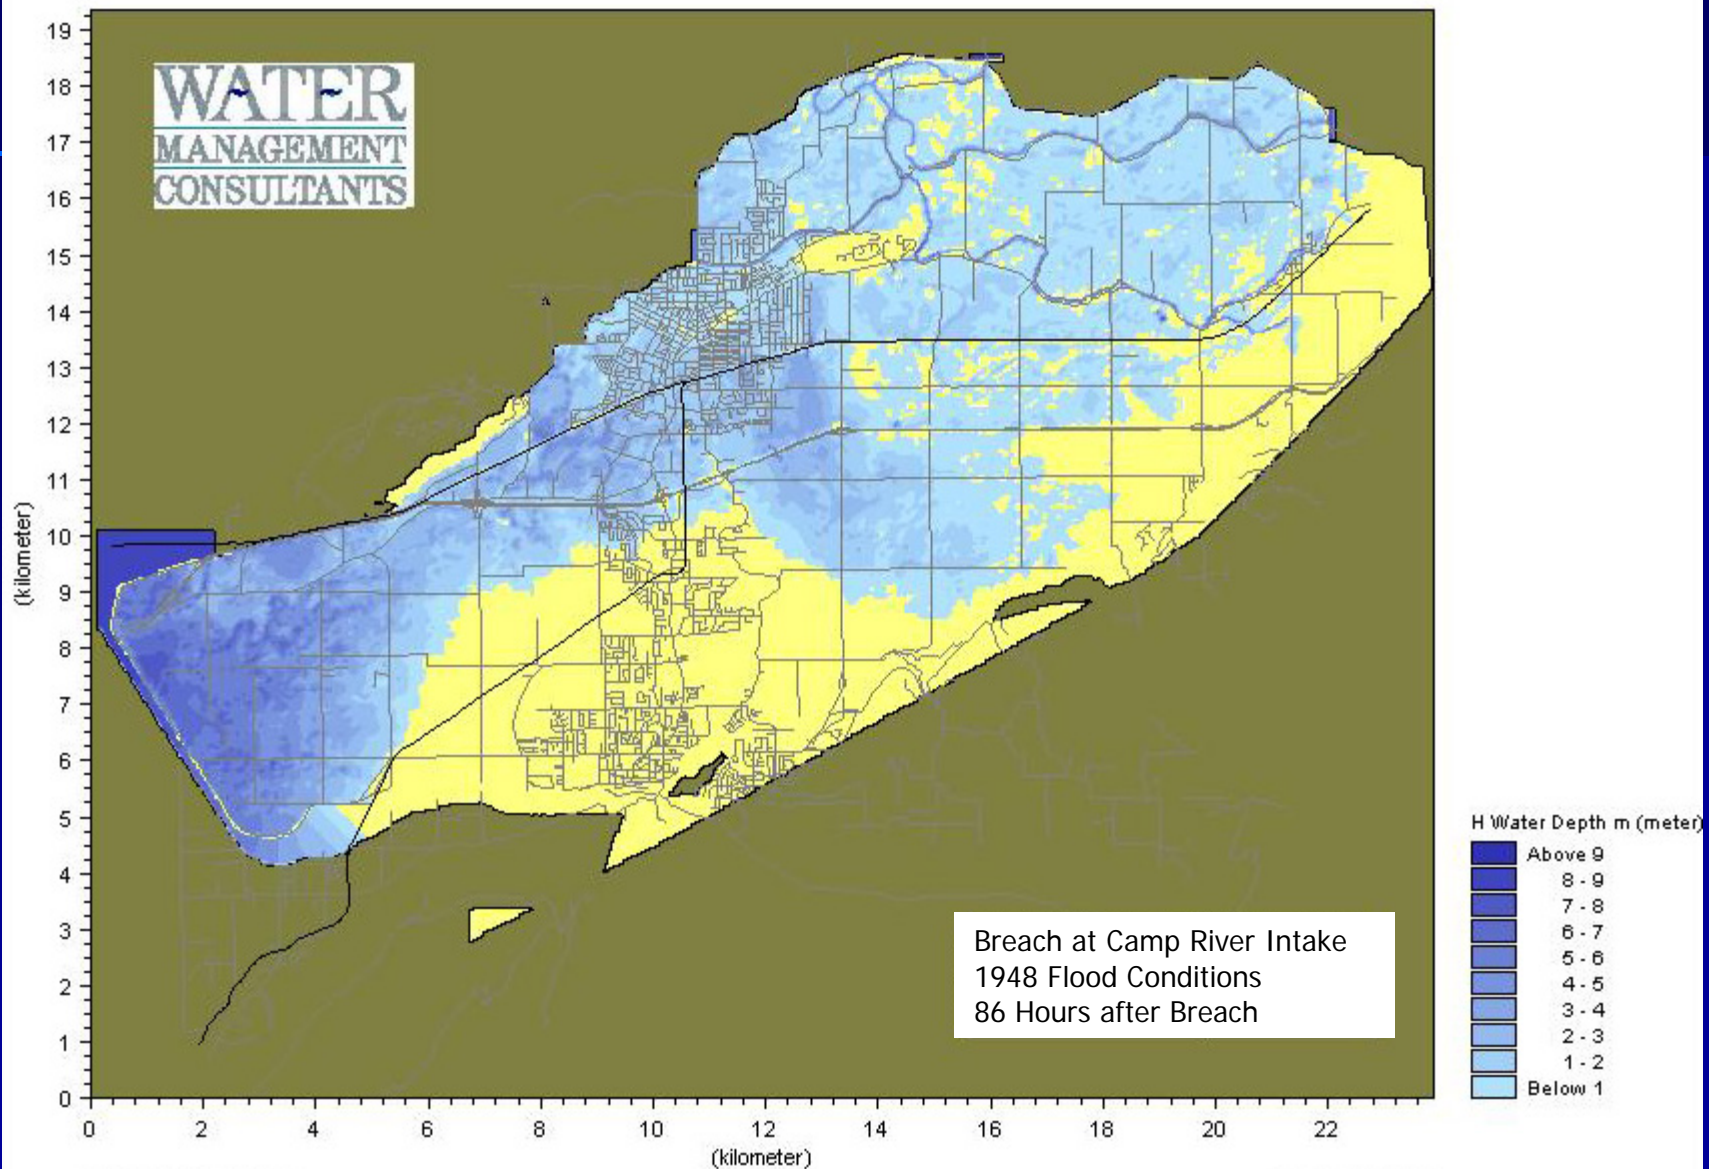 WATER
MANAGEMENT
CONSULTANTS
19
18
17
16
15
14
13
12
11
10
9
8
7
6
5
4
3
2
1
0
(kilometer)
0 2 4 6 8 10 12 14 16 18 20 22
(kilometer)
Breach at Camp River Intake
1948 Flood Conditions
86 Hours after Breach
H Water Depth m (meter)
Above 9
8 - 9
7 - 8
6 - 7
5 - 6
4 - 5
3 - 4
2 - 3
1 - 2
Below 1